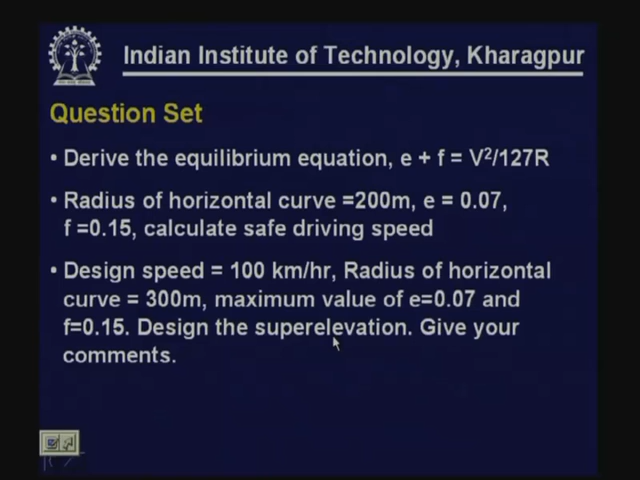 Indian Institute of Technology, Kharagpur
Question Set
• Derive the equilibrium equation, e + f = V²/127R
• Radius of horizontal curve =200m, e = 0.07,
f =0.15, calculate safe driving speed
• Design speed = 100 km/hr, Radius of horizontal
curve = 300m, maximum value of e=0.07 and
f=0.15. Design the superelevation. Give your
comments.